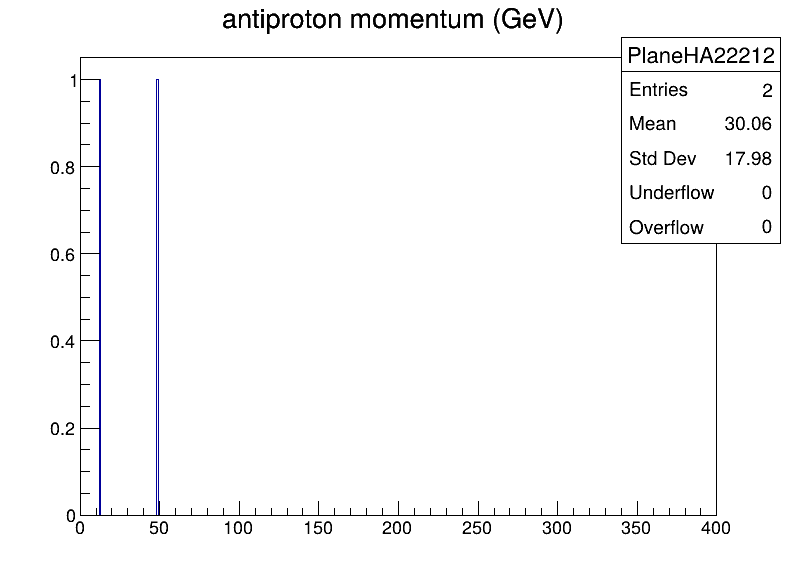 antiproton momentum (GeV)
PlaneHA22212
Entries 2
Mean 30.06
Std Dev 17.98
Underflow 0
Overflow 0
1
0.8
0.6
0.4
0.2
0
0 50 100 150 200 250 300 350 400